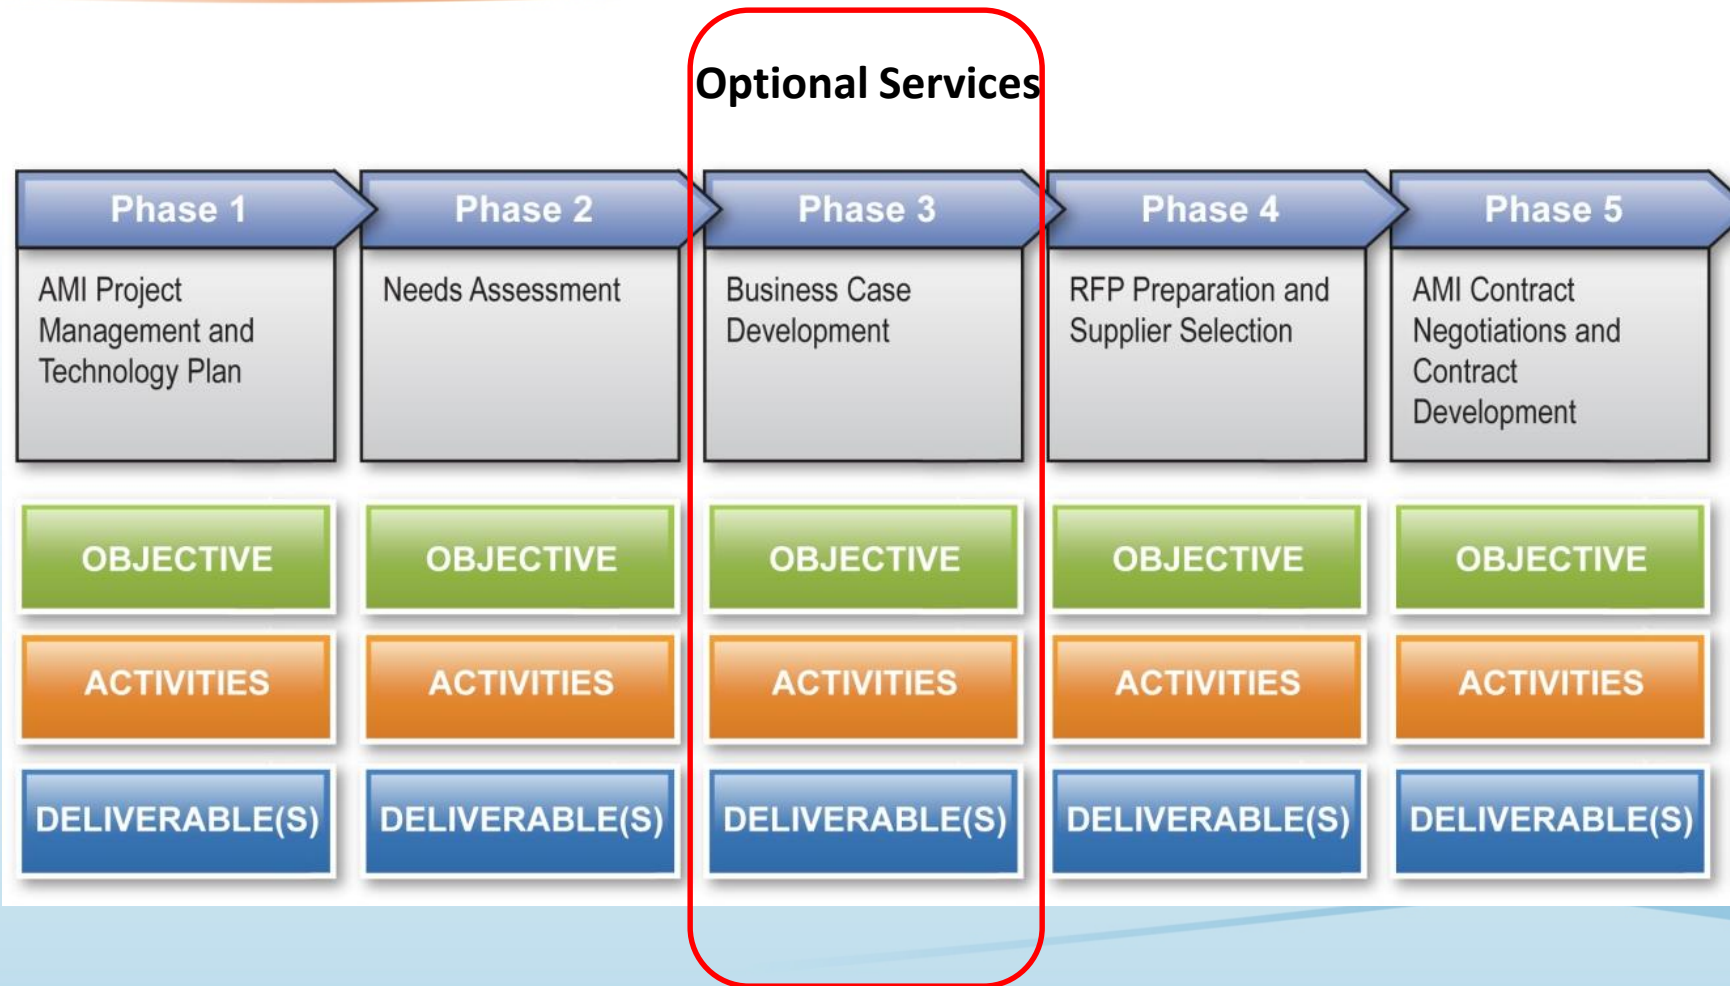 Optional Services
Phase 1
Phase 2
Phase 3
Phase 4
Phase 5
AMI Project
Management and
Technology Plan
Needs Assessment
Business Case
Development
RFP Preparation and
Supplier Selection
AMI Contract
Negotiations and
Contract
Development
OBJECTIVE
OBJECTIVE
OBJECTIVE
OBJECTIVE
OBJECTIVE
ACTIVITIES
ACTIVITIES
ACTIVITIES
ACTIVITIES
ACTIVITIES
DELIVERABLE(S)
DELIVERABLE(S)
DELIVERABLE(S)
DELIVERABLE(S)
DELIVERABLE(S)